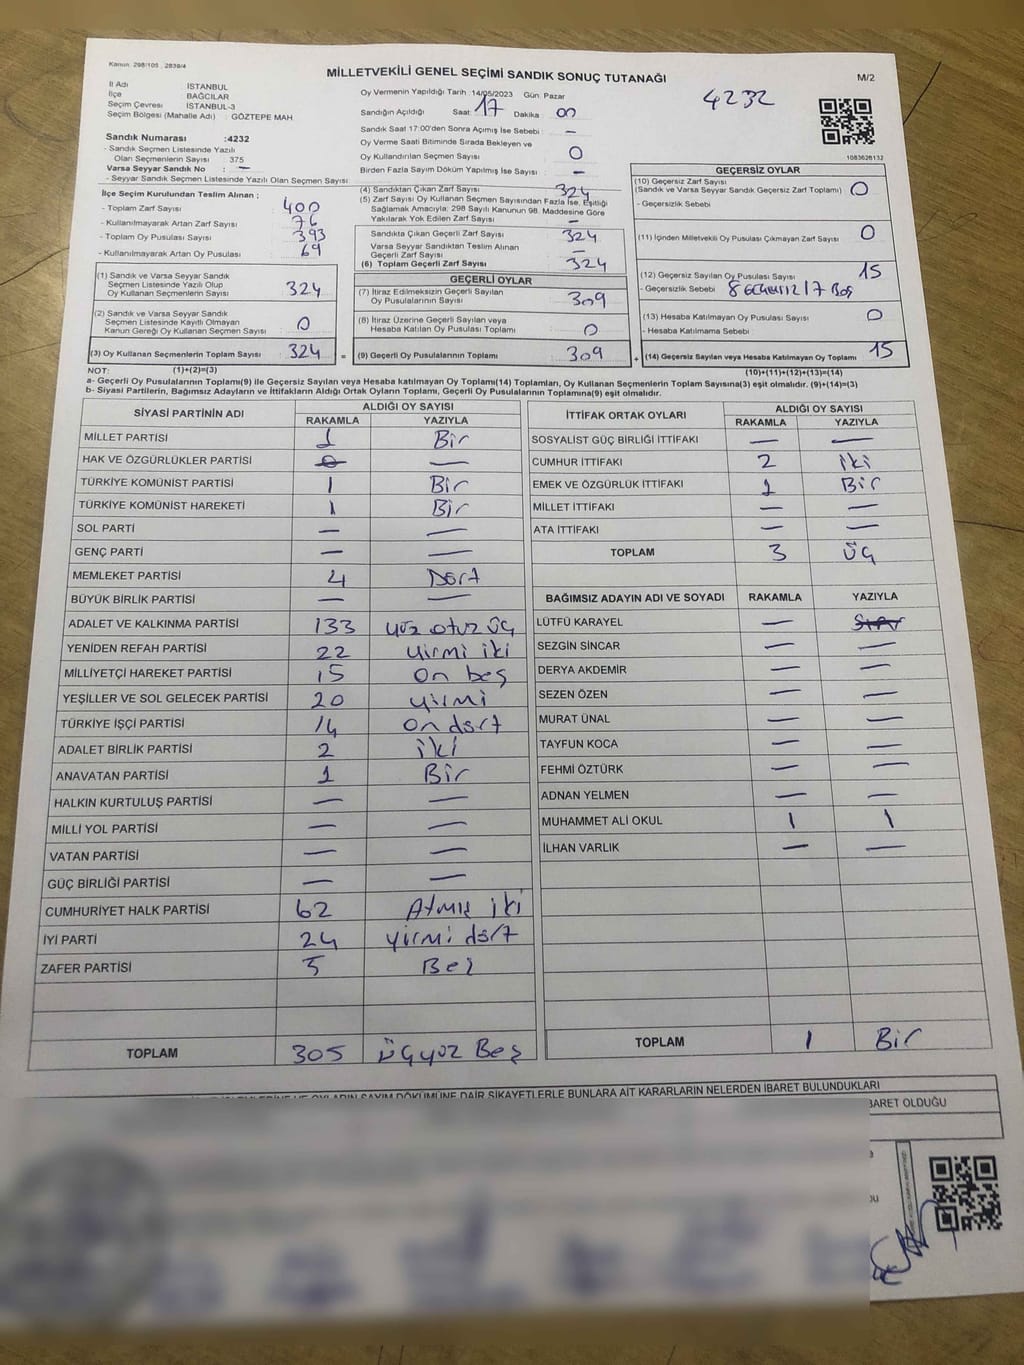 Kanun: 298/105 , 2839/4
MİLLETVEKİLİ GENEL SEÇİMİ SANDIK SONUÇ TUTANAĞI
M/2
4232
İl Adı İSTANBUL
İlçe BAĞCILAR
Seçim Çevresi İSTANBUL-3
Seçim Bölgesi (Mahalle Adı) : GÖZTEPE MAH.
Sandık Numarası :4232
- Sandık Seçmen Listesinde Yazılı
Olan Seçmenlerin Sayısı 375
Varsa Seyyar Sandık No : —
- Seyyar Sandık Seçmen Listesinde Yazılı Olan Seçmen Sayısı:
Oy Vermenin Yapıldığı Tarih :14/05/2023 Gün: Pazar
Sandığın Açıldığı Saat: 17 Dakika 00
Sandık Saat 17:00'den Sonra Açılmış İse Sebebi : —
Oy Verme Saati Bitiminde Sırada Bekleyen ve
Oy Kullandırılan Seçmen Sayısı 0
Birden Fazla Sayım Döküm Yapılmış İse Sayısı : —
1083626132
İlçe Seçim Kurulundan Teslim Alınan ;
- Toplam Zarf Sayısı : 400
- Kullanılmayarak Artan Zarf Sayısı : 76
- Toplam Oy Pusulası Sayısı : 393
- Kullanılmayarak Artan Oy Pusulası : 69
(4) Sandıktan Çıkan Zarf Sayısı 324
(5) Zarf Sayısı Oy Kullanan Seçmen Sayısından Fazla İse, Eşitliği
Sağlamak Amacıyla; 298 Sayılı Kanunun 98. Maddesine Göre
Yakılarak Yok Edilen Zarf Sayısı : —
Sandıkta Çıkan Geçerli Zarf Sayısı 324
Varsa Seyyar Sandıktan Teslim Alınan
Geçerli Zarf Sayısı —
(6) Toplam Geçerli Zarf Sayısı 324
GEÇERSİZ OYLAR
(10) Geçersiz Zarf Sayısı
(Sandık ve Varsa Seyyar Sandık Geçersiz Zarf Toplamı) 0
- Geçersizlik Sebebi
(11) İçinden Milletvekili Oy Pusulası Çıkmayan Zarf Sayısı 0
(12) Geçersiz Sayılan Oy Pusulası Sayısı 15
- Geçersizlik Sebebi 8 GEÇERSİZ / 7 Boş
(13) Hesaba Katılmayan Oy Pusulası Sayısı 0
- Hesaba Katılmama Sebebi
(1) Sandık ve Varsa Seyyar Sandık
Seçmen Listesinde Yazılı Olup
Oy Kullanan Seçmenlerin Sayısı 324
(2) Sandık ve Varsa Seyyar Sandık
Seçmen Listesinde Kayıtlı Olmayan
Kanun Gereği Oy Kullanan Seçmen Sayısı 0
GEÇERLİ OYLAR
(7) İtiraz Edilmeksizin Geçerli Sayılan
Oy Pusulalarının Sayısı 309
(8) İtiraz Üzerine Geçerli Sayılan veya
Hesaba Katılan Oy Pusulası Toplamı 0
(3) Oy Kullanan Seçmenlerin Toplam Sayısı 324 = (9) Geçerli Oy Pusulalarının Toplamı 309 + (14) Geçersiz Sayılan veya Hesaba Katılmayan Oy Toplamı 15
NOT: (1)+(2)=(3) (10)+(11)+(12)+(13)=(14)
a- Geçerli Oy Pusulalarının Toplamı(9) ile Geçersiz Sayılan veya Hesaba katılmayan Oy Toplamı(14) Toplamları, Oy Kullanan Seçmenlerin Toplam Sayısına(3) eşit olmalıdır. (9)+(14)=(3)
b- Siyasi Partilerin, Bağımsız Adayların ve İttifakların Aldığı Ortak Oyların Toplamı, Geçerli Oy Pusulalarının Toplamına(9) eşit olmalıdır.
SİYASİ PARTİNİN ADI ALDIĞI OY SAYISI
RAKAMLA YAZIYLA
MİLLET PARTİSİ 1 Bir
HAK VE ÖZGÜRLÜKLER PARTİSİ 0 —
TÜRKİYE KOMÜNİST PARTİSİ 1 Bir
TÜRKİYE KOMÜNİST HAREKETİ 1 Bir
SOL PARTİ — —
GENÇ PARTİ — —
MEMLEKET PARTİSİ 4 Dört
BÜYÜK BİRLİK PARTİSİ — —
ADALET VE KALKINMA PARTİSİ 133 yüz otuz üç
YENİDEN REFAH PARTİSİ 22 yirmi iki
MİLLİYETÇİ HAREKET PARTİSİ 15 on beş
YEŞİLLER VE SOL GELECEK PARTİSİ 20 yirmi
TÜRKİYE İŞÇİ PARTİSİ 14 on dört
ADALET BİRLİK PARTİSİ 2 iki
ANAVATAN PARTİSİ 1 Bir
HALKIN KURTULUŞ PARTİSİ — —
MİLLİ YOL PARTİSİ — —
VATAN PARTİSİ — —
GÜÇ BİRLİĞİ PARTİSİ — —
CUMHURİYET HALK PARTİSİ 62 Atmış iki
İYİ PARTİ 24 yirmi dört
ZAFER PARTİSİ 5 Beş
TOPLAM 305 üçyüz Beş
İTTİFAK ORTAK OYLARI ALDIĞI OY SAYISI
RAKAMLA YAZIYLA
SOSYALİST GÜÇ BİRLİĞİ İTTİFAKI — —
CUMHUR İTTİFAKI 2 iki
EMEK VE ÖZGÜRLÜK İTTİFAKI 1 Bir
MİLLET İTTİFAKI — —
ATA İTTİFAKI — —
TOPLAM 3 üç
BAĞIMSIZ ADAYIN ADI VE SOYADI RAKAMLA YAZIYLA
LÜTFÜ KARAYEL —
SEZGİN SİNCAR — —
DERYA AKDEMİR — —
SEZEN ÖZEN — —
MURAT ÜNAL — —
TAYFUN KOCA — —
FEHMİ ÖZTÜRK — —
ADNAN YELMEN — —
MUHAMMET ALİ OKUL 1 1
İLHAN VARLIK — —
TOPLAM 1 Bir
OYLARIN SAYIM DÖKÜMÜNE DAİR ŞİKAYETLERLE BUNLARA AİT KARARLARIN NELERDEN İBARET BULUNDUKLARI
BARET OLDUĞU